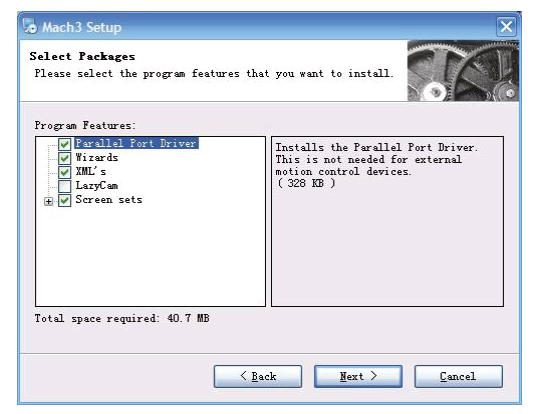 Mach3 Setup
Select Packages
Please select the program features that you want to install.
Program Features:
Parallel Port Driver
Wizards
XML's
LazyCam
Screen sets
Installs the Parallel Port Driver.
This is not needed for external
motion control devices.
( 328 KB )
Total space required: 40.7 MB
< Back
Next >
Cancel